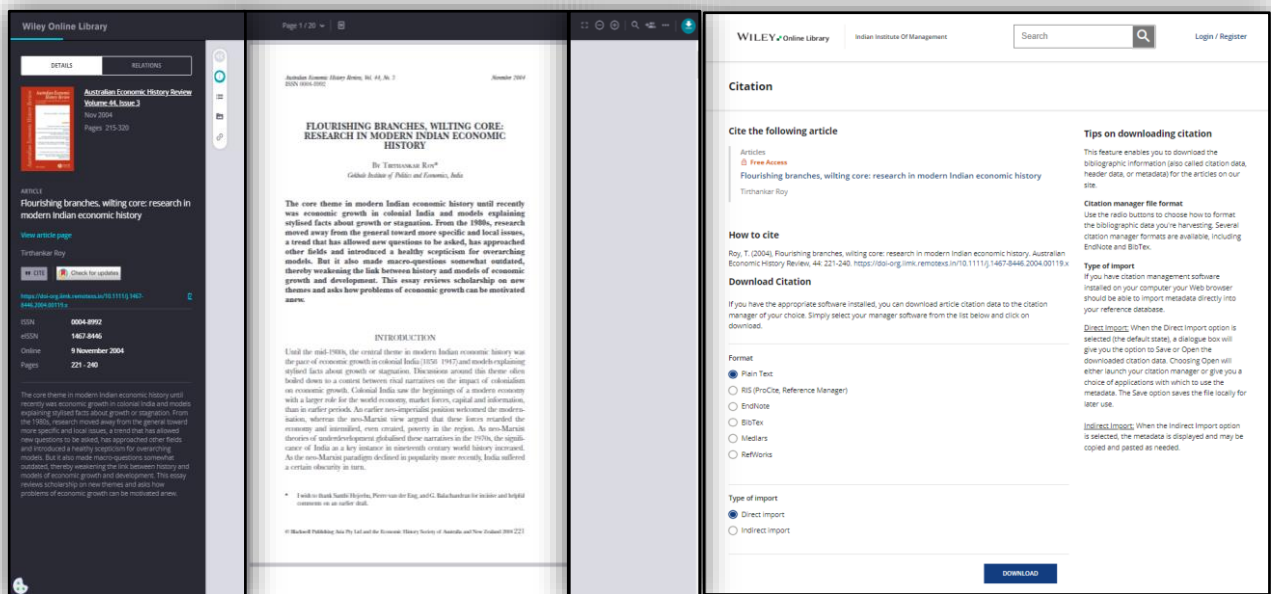 Wiley Online Library
DETAILS
RELATIONS
Australian Economic History Review
Volume 44, Issue 3
Nov 2004
Pages 215-320
ARTICLE
Flourishing branches, wilting core: research in
modern Indian economic history
View article page
Tirthankar Roy
CITE
Check for updates
https://doi-org.iimk.remotexs.in/10.1111/j.1467-
8446.2004.00119.x
ISSN 0004-8992
eISSN 1467-8446
Online 9 November 2004
Pages 221 - 240
The core theme in modern Indian economic history until
recently was economic growth in colonial India and models
explaining stylised facts about growth or stagnation. From
the 1980s, research moved away from the general toward
more specific and local issues, a trend that has allowed
new questions to be asked, has approached other fields
and introduced a healthy scepticism for overarching
models. But it also made macro-questions somewhat
outdated, thereby weakening the link between history and
models of economic growth and development. This essay
reviews scholarship on new themes and asks how
problems of economic growth can be motivated anew.
Page 1 / 20
Australian Economic History Review, Vol. 44, No. 3
November 2004
ISSN 0004-8992
FLOURISHING BRANCHES, WILTING CORE:
RESEARCH IN MODERN INDIAN ECONOMIC
HISTORY
By Tirthankar Roy*
Gokhale Institute of Politics and Economics, India
The core theme in modern Indian economic history until recently
was economic growth in colonial India and models explaining
stylised facts about growth or stagnation. From the 1980s, research
moved away from the general toward more specific and local issues,
a trend that has allowed new questions to be asked, has approached
other fields and introduced a healthy scepticism for overarching
models. But it also made macro-questions somewhat outdated,
thereby weakening the link between history and models of economic
growth and development. This essay reviews scholarship on new
themes and asks how problems of economic growth can be motivated
anew.
INTRODUCTION
Until the mid-1980s, the central theme in modern Indian economic history was
the pace of economic growth in colonial India (1858–1947) and models explaining
stylised facts about growth or stagnation. Discussions around this theme often
boiled down to a contest between rival narratives on the impact of colonialism
on economic growth. Colonial India saw the beginnings of a modern economy
with a larger role for the world economy, market forces, capital and information,
than in earlier periods. An earlier neo-imperialist position welcomed the modern-
isation, whereas the neo-Marxist view argued that these forces retarded the
economy and intensified, even created, poverty in the region. As neo-Marxist
theories of underdevelopment globalised these narratives in the 1970s, the signifi-
cance of India as a key instance in nineteenth century world history increased.
As the neo-Marxist paradigm declined in popularity more recently, India suffered
a certain obscurity in turn.
* I wish to thank Santhi Hejeebu, Pierre van der Eng, and G. Balachandran for incisive and helpful
comments on an earlier draft.
© Blackwell Publishing Asia Pty Ltd and the Economic History Society of Australia and New Zealand 2004 221
WILEY Online Library
Indian Institute Of Management
Search
Login / Register
Citation
Cite the following article
Articles
Free Access
Flourishing branches, wilting core: research in modern Indian economic history
Tirthankar Roy
How to cite
Roy, T. (2004), Flourishing branches, wilting core: research in modern Indian economic history. Australian
Economic History Review, 44: 221-240. https://doi-org.iimk.remotexs.in/10.1111/j.1467-8446.2004.00119.x
Download Citation
If you have the appropriate software installed, you can download article citation data to the citation
manager of your choice. Simply select your manager software from the list below and click on
download.
Format
Plain Text
RIS (ProCite, Reference Manager)
EndNote
BibTex
Medlars
RefWorks
Type of import
Direct import
Indirect import
DOWNLOAD
Tips on downloading citation
This feature enables you to download the
bibliographic information (also called citation data,
header data, or metadata) for the articles on our
site.
Citation manager file format
Use the radio buttons to choose how to format
the bibliographic data you're harvesting. Several
citation manager formats are available, including
EndNote and BibTex.
Type of import
If you have citation management software
installed on your computer your Web browser
should be able to import metadata directly into
your reference database.
Direct Import: When the Direct Import option is
selected (the default state), a dialogue box will
give you the option to Save or Open the
downloaded citation data. Choosing Open will
either launch your citation manager or give you a
choice of applications with which to use the
metadata. The Save option saves the file locally for
later use.
Indirect Import: When the Indirect Import option
is selected, the metadata is displayed and may be
copied and pasted as needed.